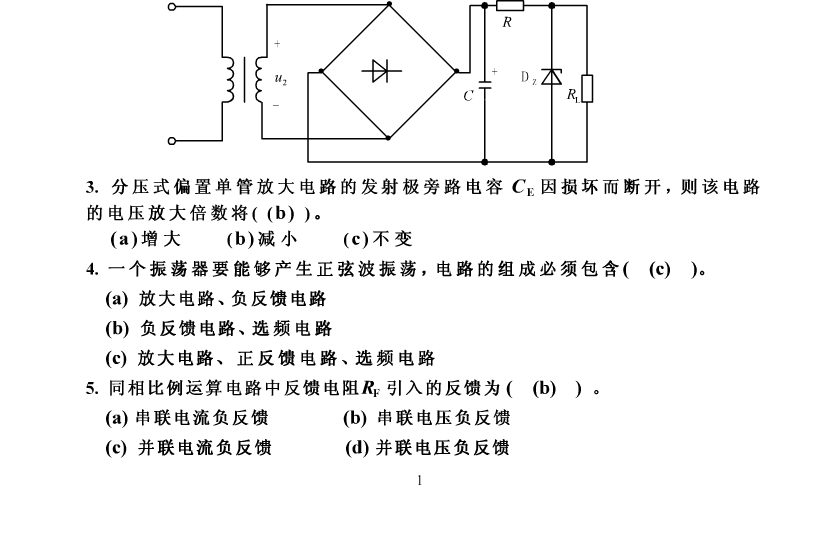 R
+
u₂
−
+
C
D_Z
R_L
3. 分压式偏置单管放大电路的发射极旁路电容 C_E 因损坏而断开，则该电路
的电压放大倍数将( (b) )。
(a)增大 (b)减小 (c)不变
4. 一个振荡器要能够产生正弦波振荡，电路的组成必须包含( (c) )。
(a) 放大电路、负反馈电路
(b) 负反馈电路、选频电路
(c) 放大电路、正反馈电路、选频电路
5. 同相比例运算电路中反馈电阻R_F 引入的反馈为 ( (b) ) 。
(a) 串联电流负反馈 (b) 串联电压负反馈
(c) 并联电流负反馈 (d) 并联电压负反馈
1